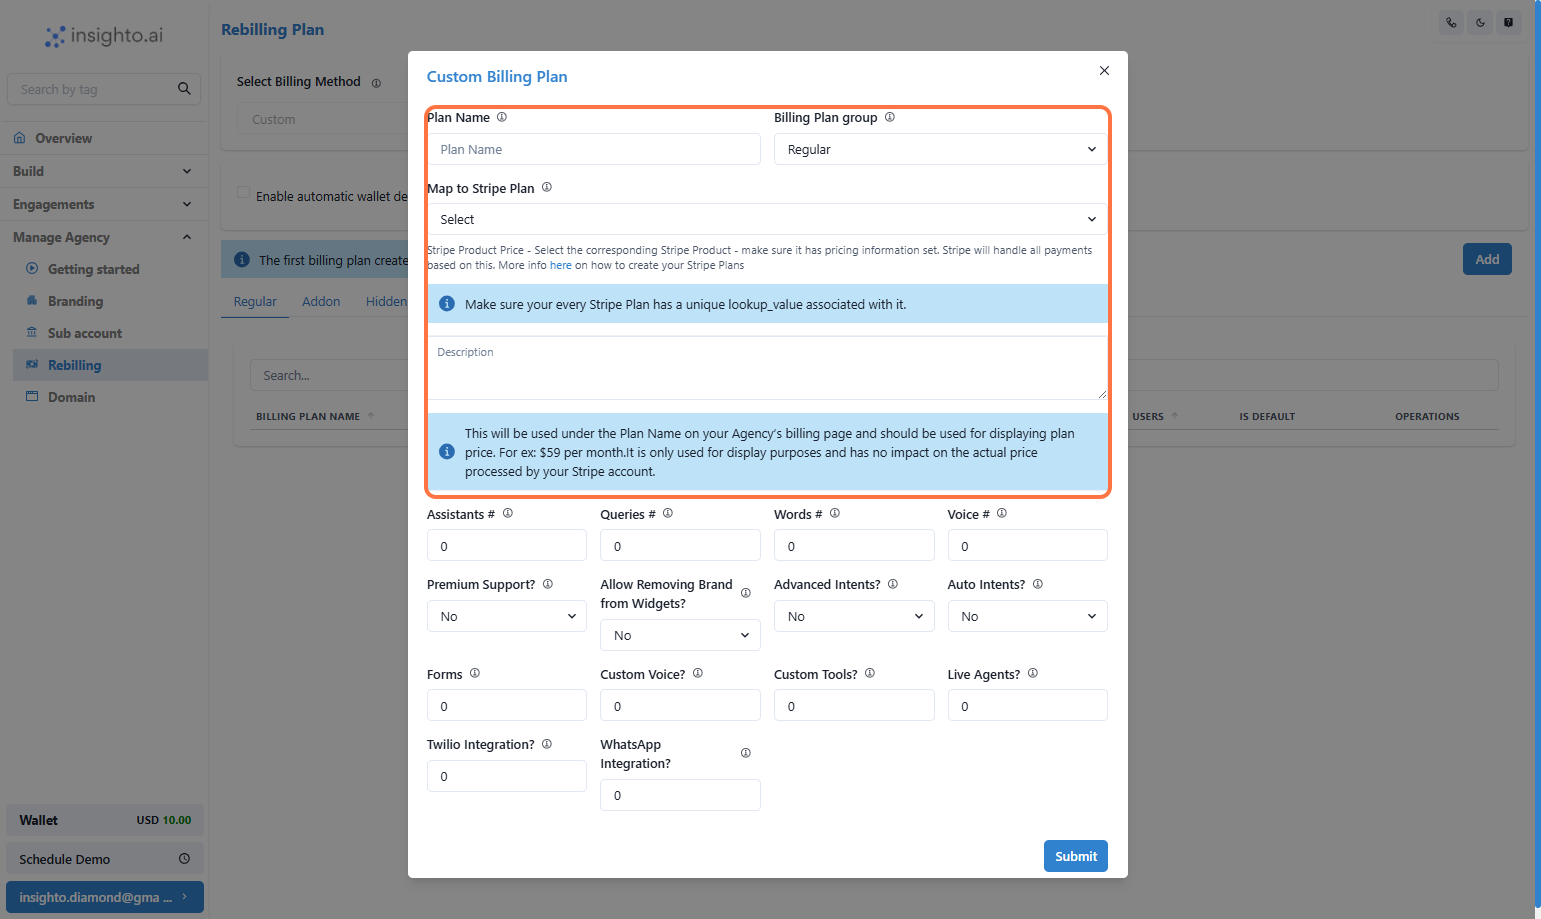 insighto.ai
Search by tag
Overview
Build
Engagements
Manage Agency
Getting started
Branding
Sub account
Rebilling
Domain
Wallet USD 10.00
Schedule Demo
insighto.diamond@gma ...
Rebilling Plan
Select Billing Method
Custom
Enable automatic wallet de
The first billing plan create
Add
Regular Addon Hidden
Search...
BILLING PLAN NAME USERS IS DEFAULT OPERATIONS
Custom Billing Plan
Plan Name Billing Plan group
Plan Name Regular
Map to Stripe Plan
Select
Stripe Product Price - Select the corresponding Stripe Product - make sure it has pricing information set. Stripe will handle all payments
based on this. More info here on how to create your Stripe Plans
Make sure your every Stripe Plan has a unique lookup_value associated with it.
Description
This will be used under the Plan Name on your Agency's billing page and should be used for displaying plan
price. For ex: $59 per month.It is only used for display purposes and has no impact on the actual price
processed by your Stripe account.
Assistants # Queries # Words # Voice #
0 0 0 0
Premium Support? Allow Removing Brand Advanced Intents? Auto Intents?
from Widgets?
No No No No
Forms Custom Voice? Custom Tools? Live Agents?
0 0 0 0
Twilio Integration? WhatsApp
Integration?
0 0
Submit